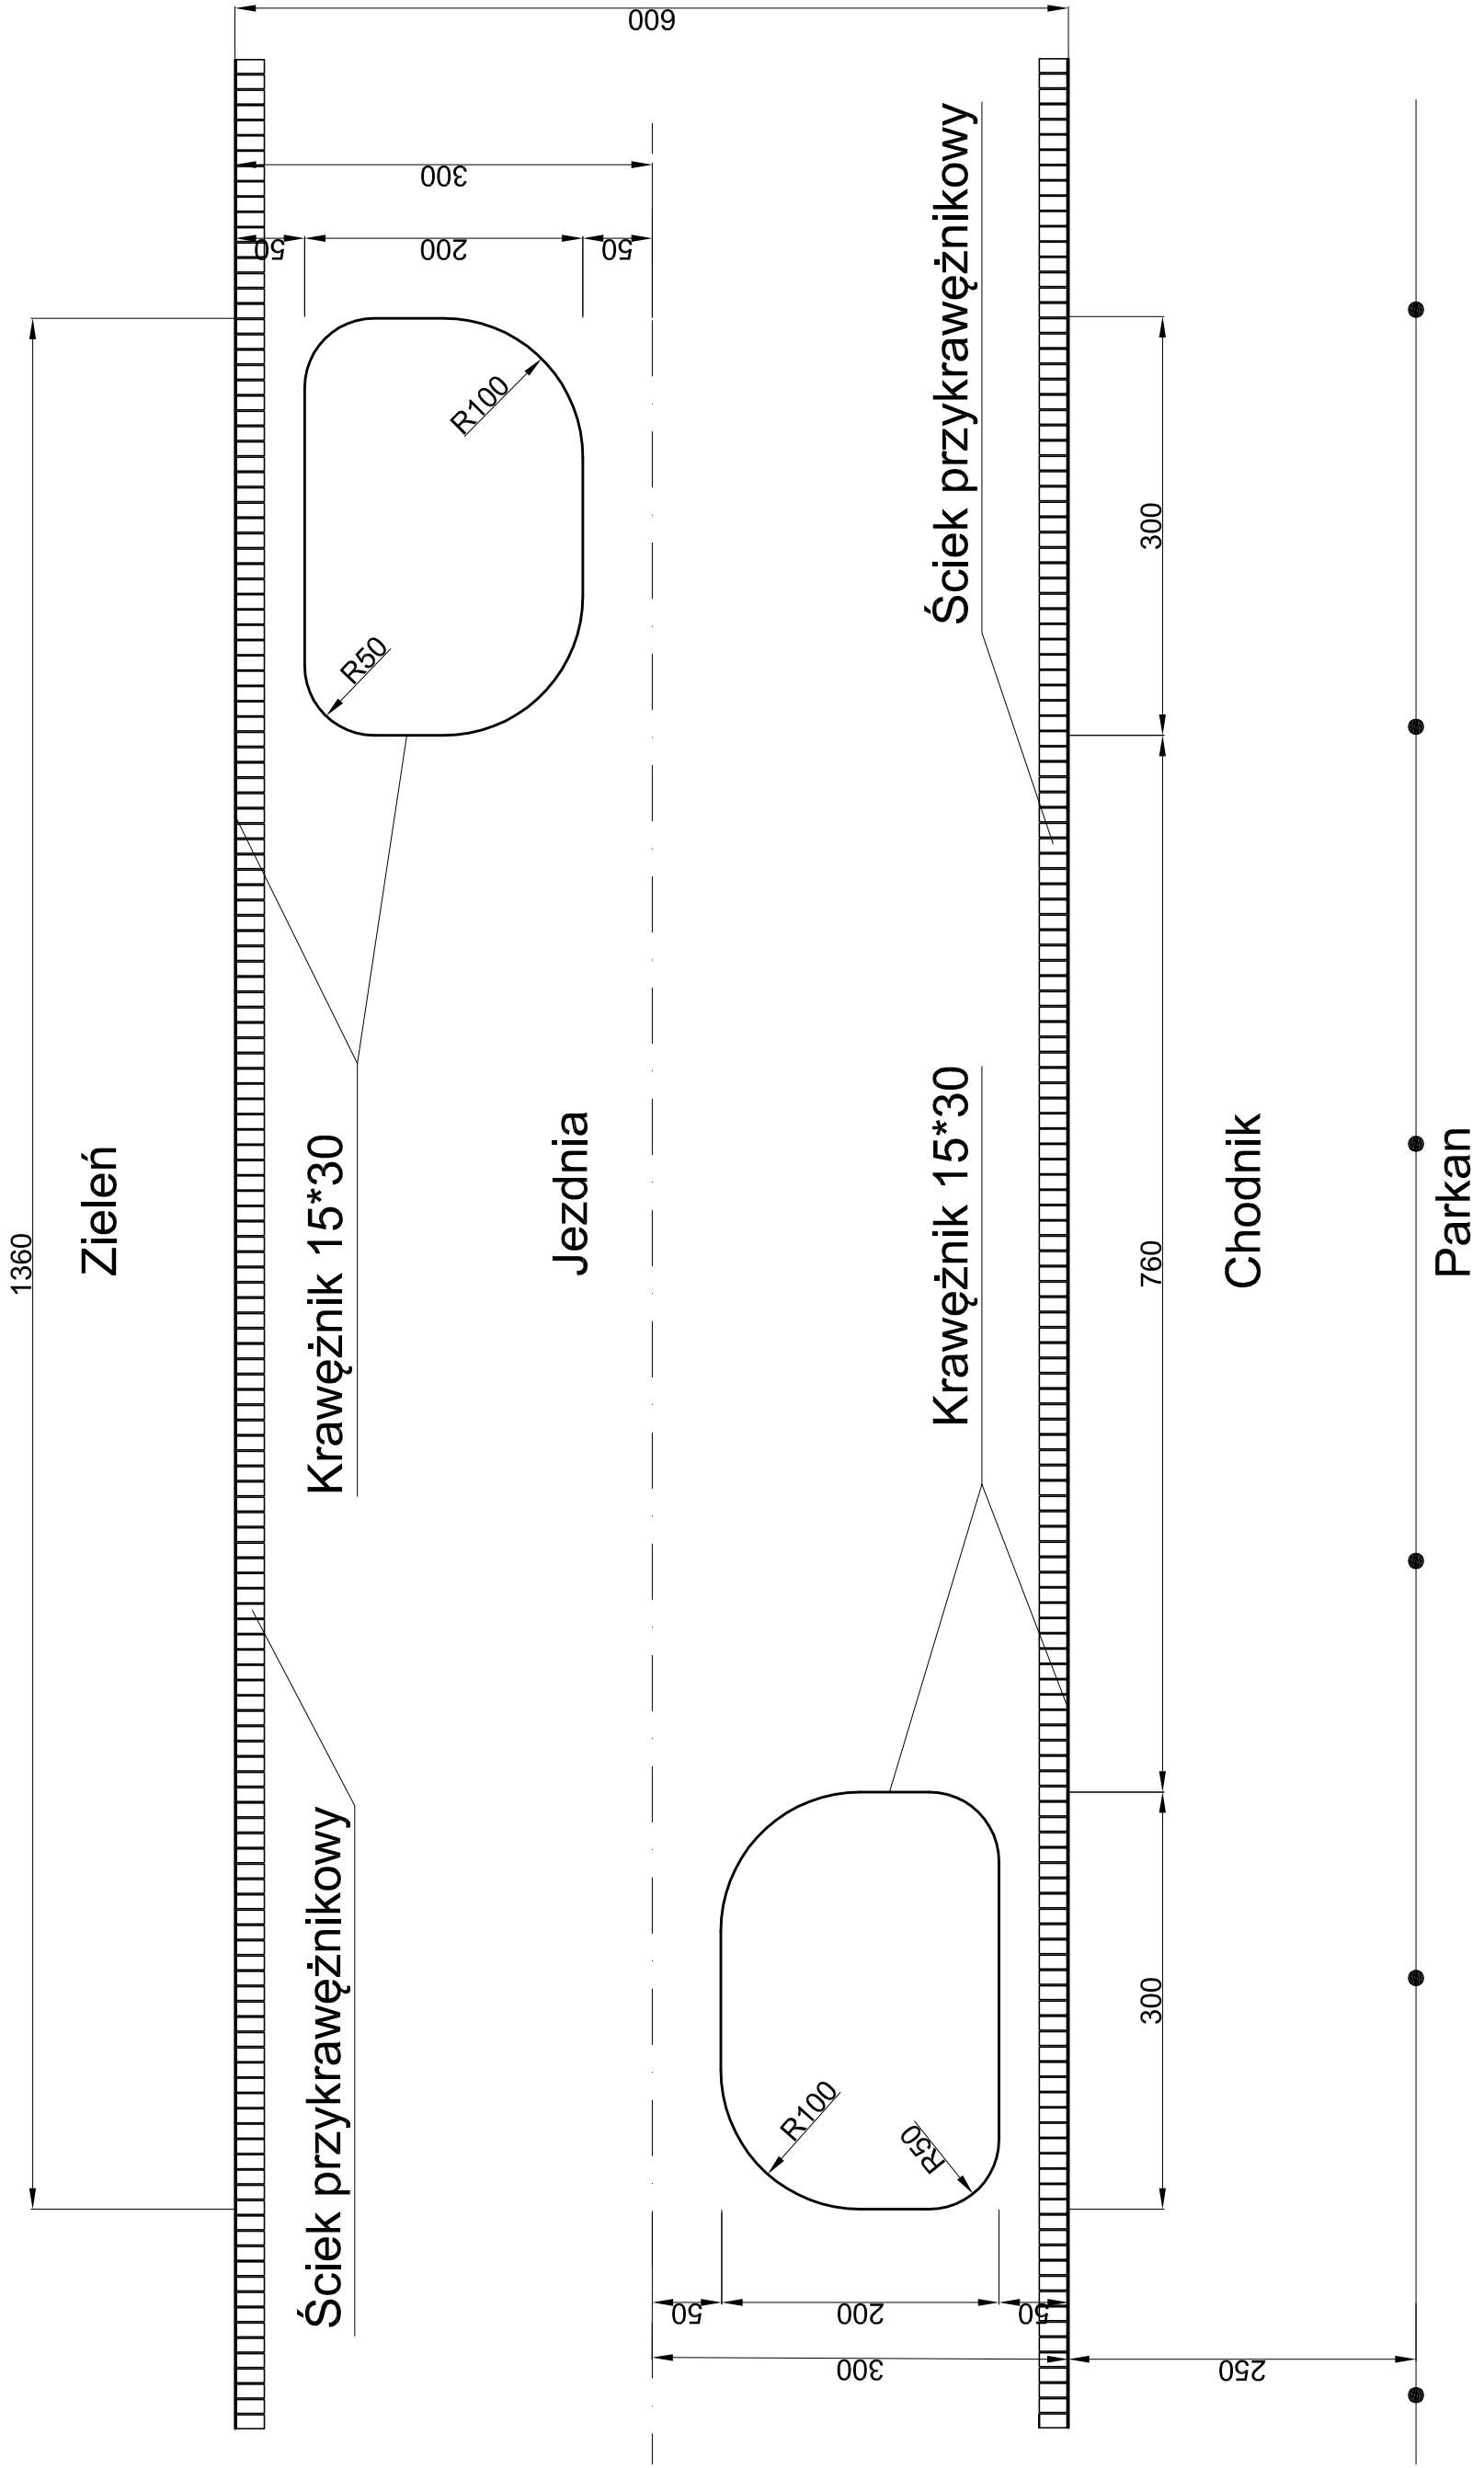 1360
Zieleń
600
300
50
200
50
R100
R50
Krawężnik 15*30
Ściek przykrawężnikowy
Jezdnia
Ściek przykrawężnikowy
Krawężnik 15*30
R100
R50
50
200
50
300
300
760
300
Chodnik
250
Parkan